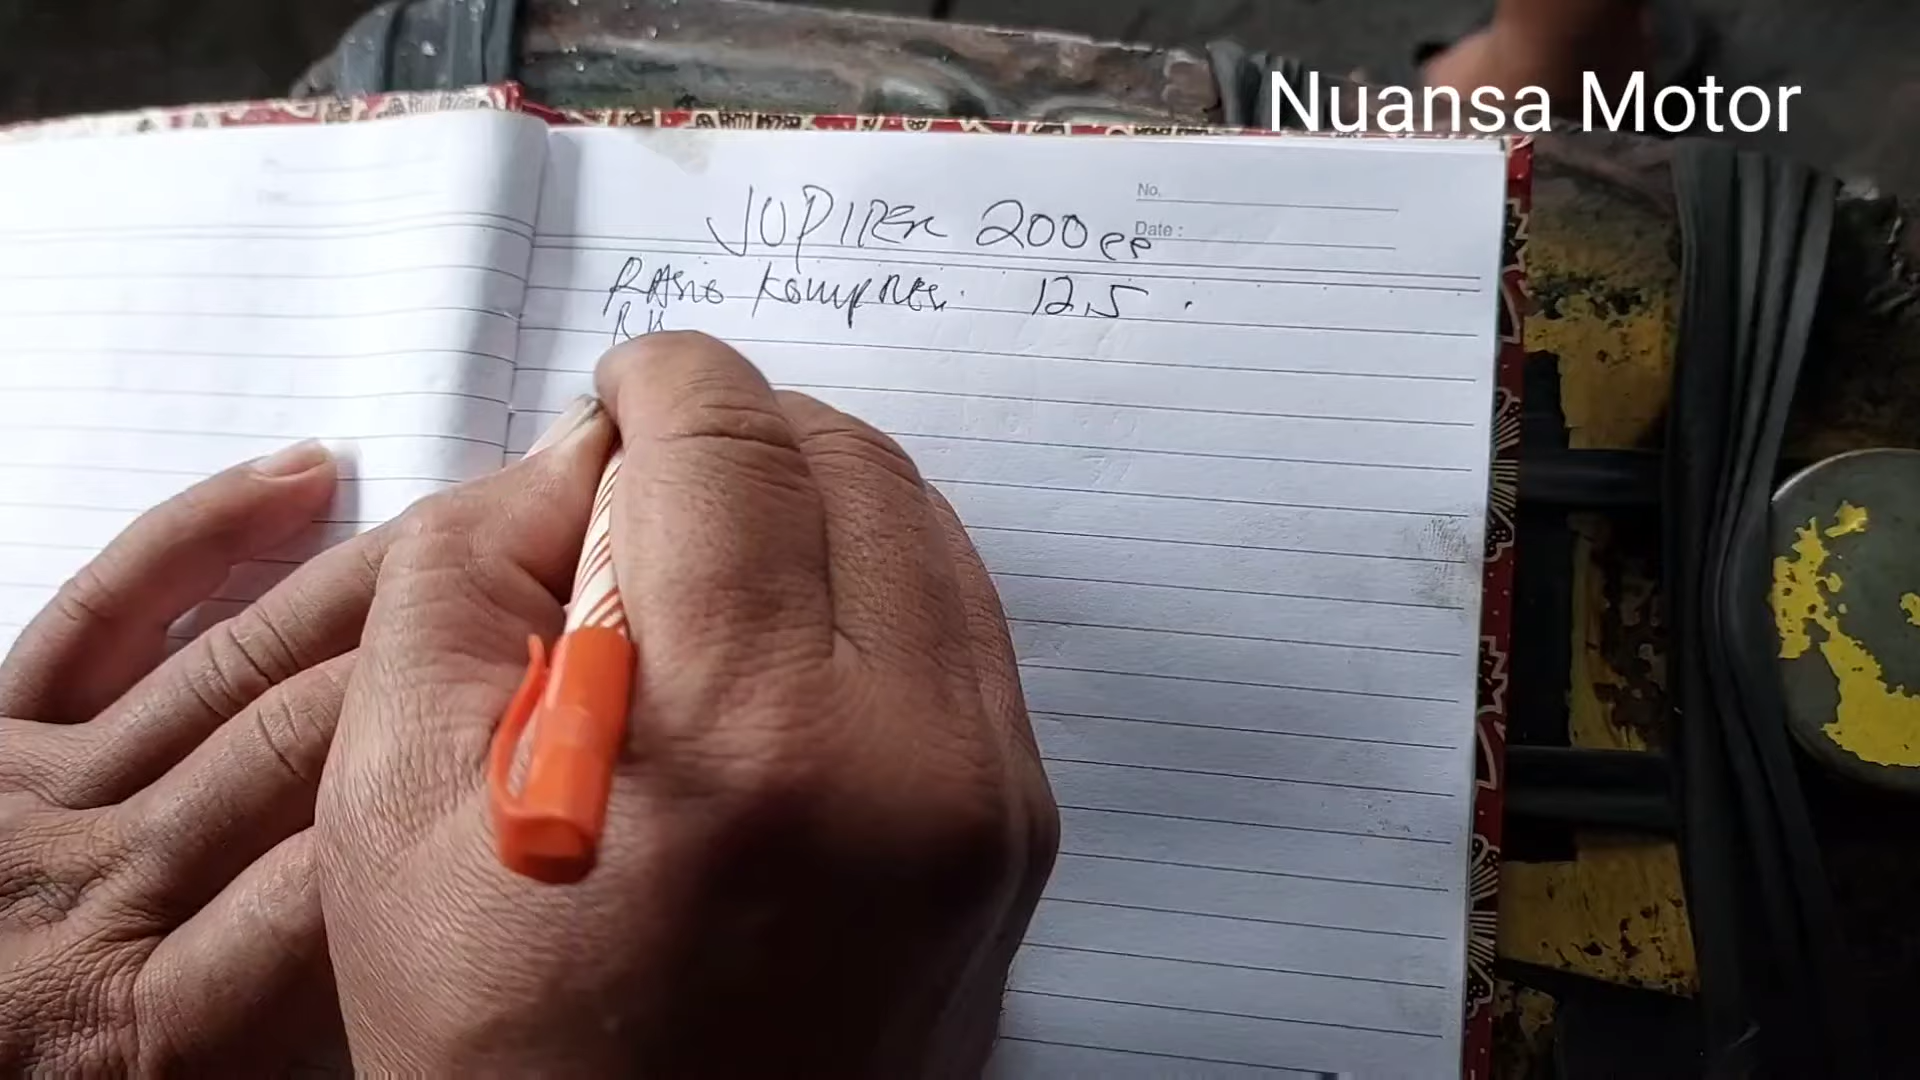 Nuansa Motor
No.
Date :
JUPITER 200cc
RASio KompResi 12,5